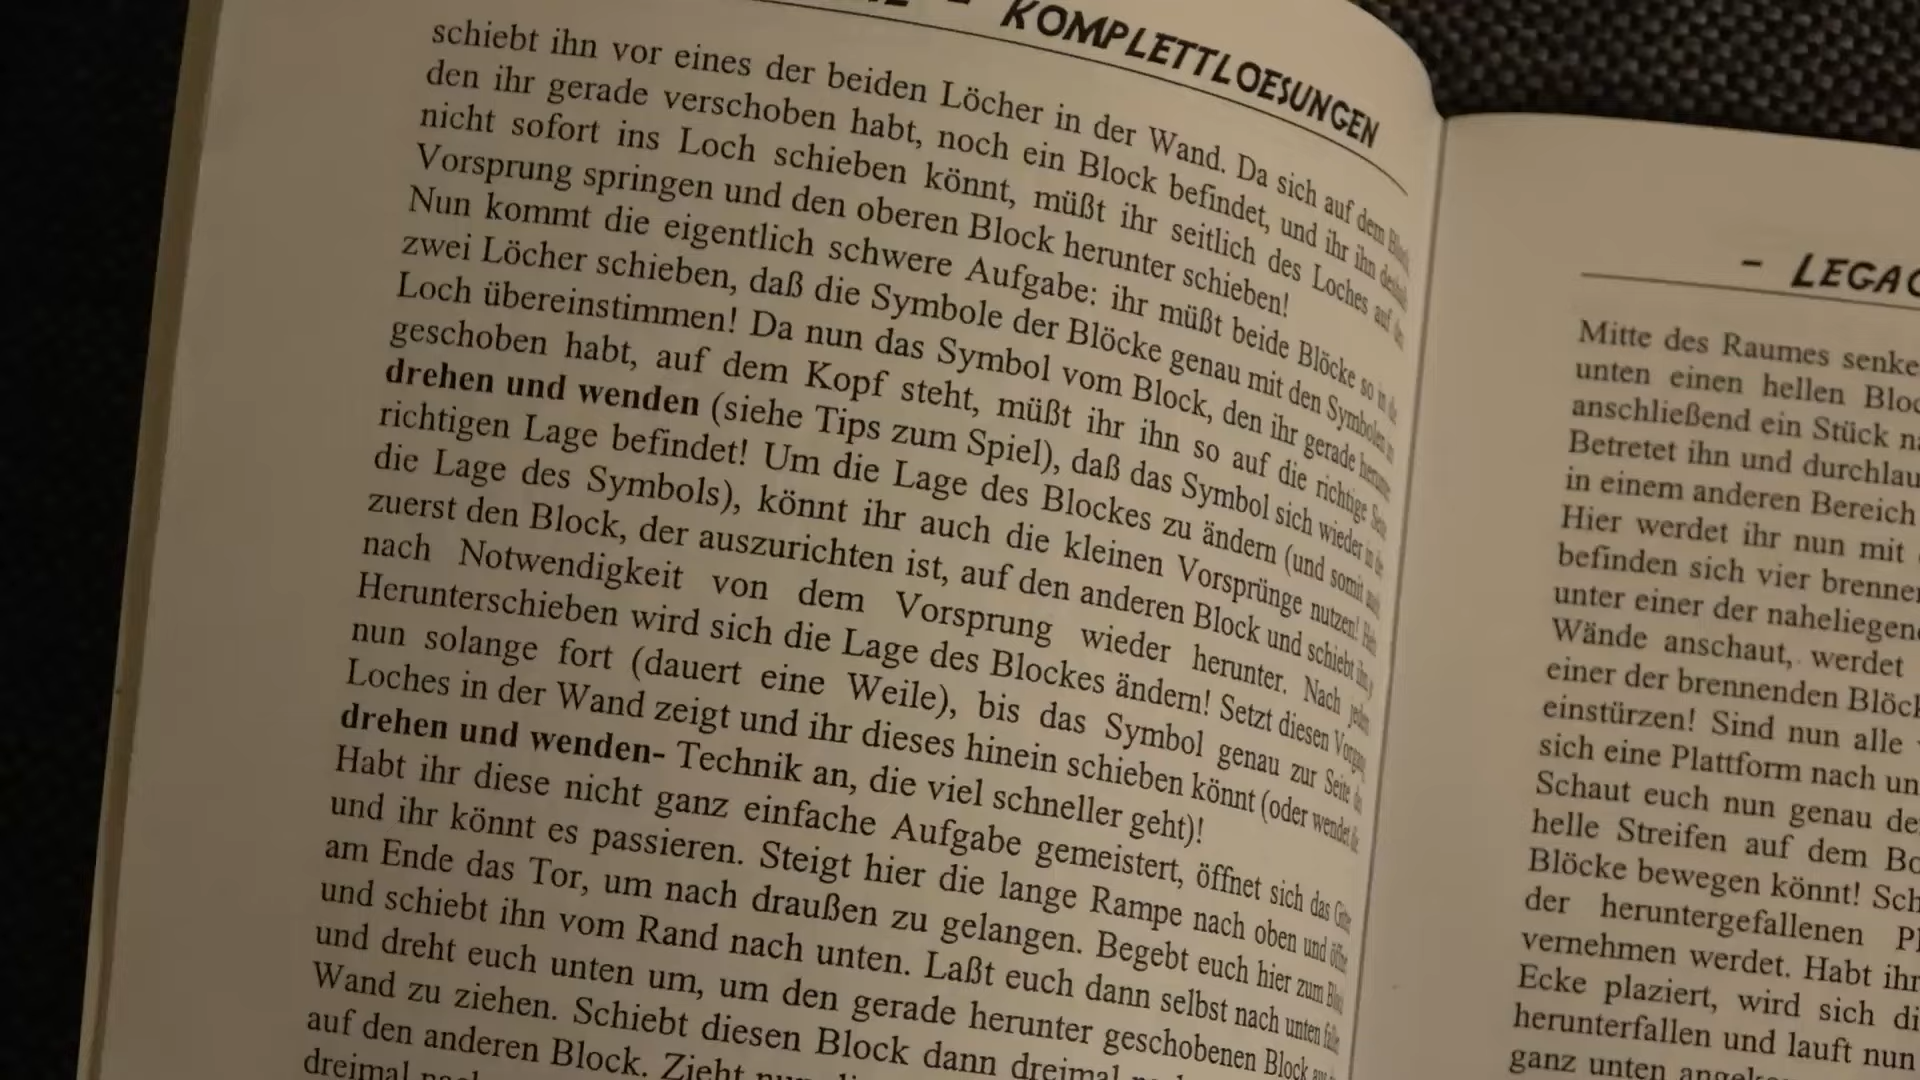 - KOMPLETTLOESUNGEN
schiebt ihn vor eines der beiden Löcher in der Wand. Da sich auf dem
den ihr gerade verschoben habt, noch ein Block befindet, und ihr ihn
nicht sofort ins Loch schieben könnt, müßt ihr seitlich des Loches auf
Vorsprung springen und den oberen Block herunter schieben!
Nun kommt die eigentlich schwere Aufgabe: ihr müßt beide Blöcke so in
zwei Löcher schieben, daß die Symbole der Blöcke genau mit den Symbolen
Loch übereinstimmen! Da nun das Symbol vom Block, den ihr gerade
geschoben habt, auf dem Kopf steht, müßt ihr ihn so auf die richtige
drehen und wenden (siehe Tips zum Spiel), daß das Symbol sich wieder in
richtigen Lage befindet! Um die Lage des Blockes zu ändern (und somit
die Lage des Symbols), könnt ihr auch die kleinen Vorsprünge nutzen!
zuerst den Block, der auszurichten ist, auf den anderen Block und schiebt
nach Notwendigkeit von dem Vorsprung wieder herunter. Nach
Herunterschieben wird sich die Lage des Blockes ändern! Setzt diesen Vorgang
nun solange fort (dauert eine Weile), bis das Symbol genau zur Seite
Loches in der Wand zeigt und ihr dieses hinein schieben könnt (oder wendet
drehen und wenden- Technik an, die viel schneller geht)!
Habt ihr diese nicht ganz einfache Aufgabe gemeistert, öffnet sich das
und ihr könnt es passieren. Steigt hier die lange Rampe nach oben und
am Ende das Tor, um nach draußen zu gelangen. Begebt euch hier zum
und schiebt ihn vom Rand nach unten. Laßt euch dann selbst nach unten
und dreht euch unten um, um den gerade herunter geschobenen Block
Wand zu ziehen. Schiebt diesen Block dann dreimal
auf den anderen Block. Zieht
dreimal
- LEGAC
Mitte des Raumes senke
unten einen hellen Bloc
anschließend ein Stück
Betretet ihn und durchlau
in einem anderen Bereich
Hier werdet ihr nun mit
befinden sich vier brenne
unter einer der naheliegen
Wände anschaut, werdet
einer der brennenden Blöc
einstürzen! Sind nun alle
sich eine Plattform nach un
Schaut euch nun genau de
helle Streifen auf dem Bo
Blöcke bewegen könnt! Sch
der heruntergefallenen
vernehmen werdet. Habt ihr
Ecke plaziert, wird sich di
herunterfallen und lauft nun
ganz unten